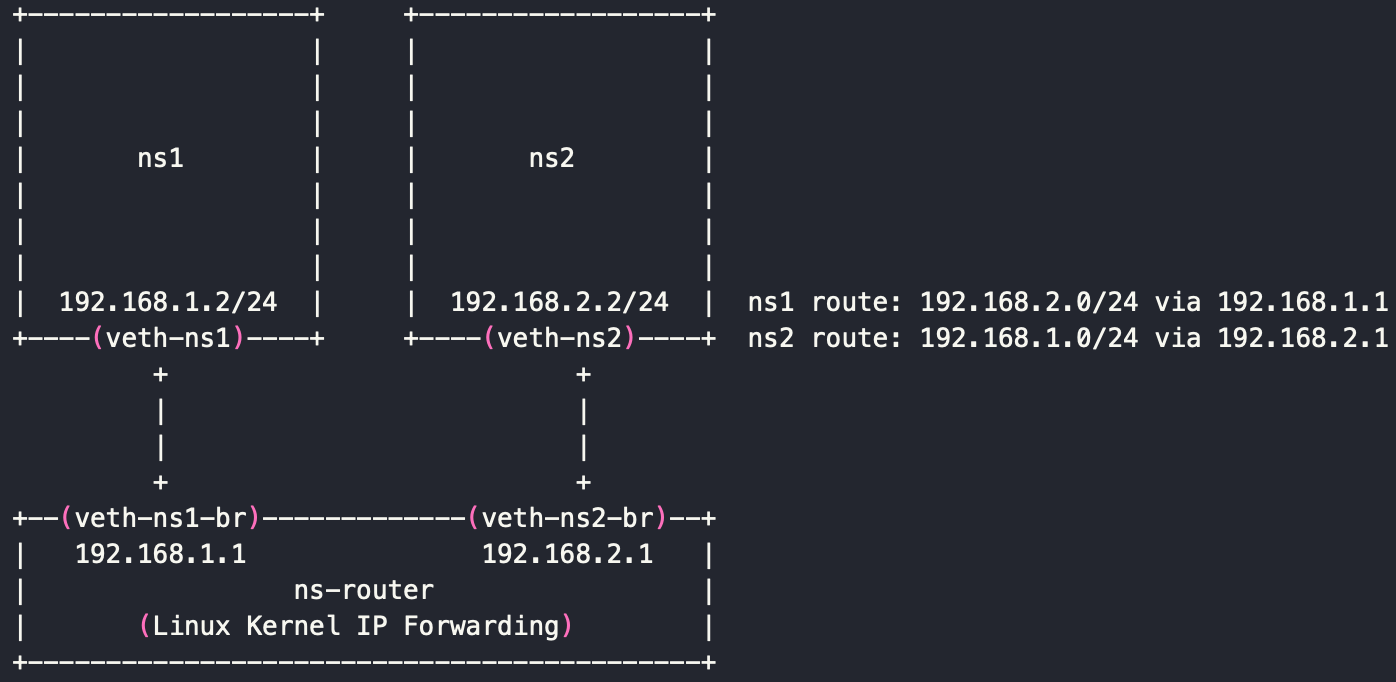 +------------------+     +------------------+
|                  |     |                  |
|                  |     |                  |
|                  |     |                  |
|       ns1        |     |       ns2        |
|                  |     |                  |
|                  |     |                  |
|                  |     |                  |
|  192.168.1.2/24  |     |  192.168.2.2/24  |  ns1 route: 192.168.2.0/24 via 192.168.1.1
+----(veth-ns1)----+     +----(veth-ns2)----+  ns2 route: 192.168.1.0/24 via 192.168.2.1
         +                          +
         |                          |
         |                          |
         +                          +
+--(veth-ns1-br)-------------(veth-ns2-br)--+
|   192.168.1.1               192.168.2.1   |
|                 ns-router                 |
|       (Linux Kernel IP Forwarding)        |
+-------------------------------------------+